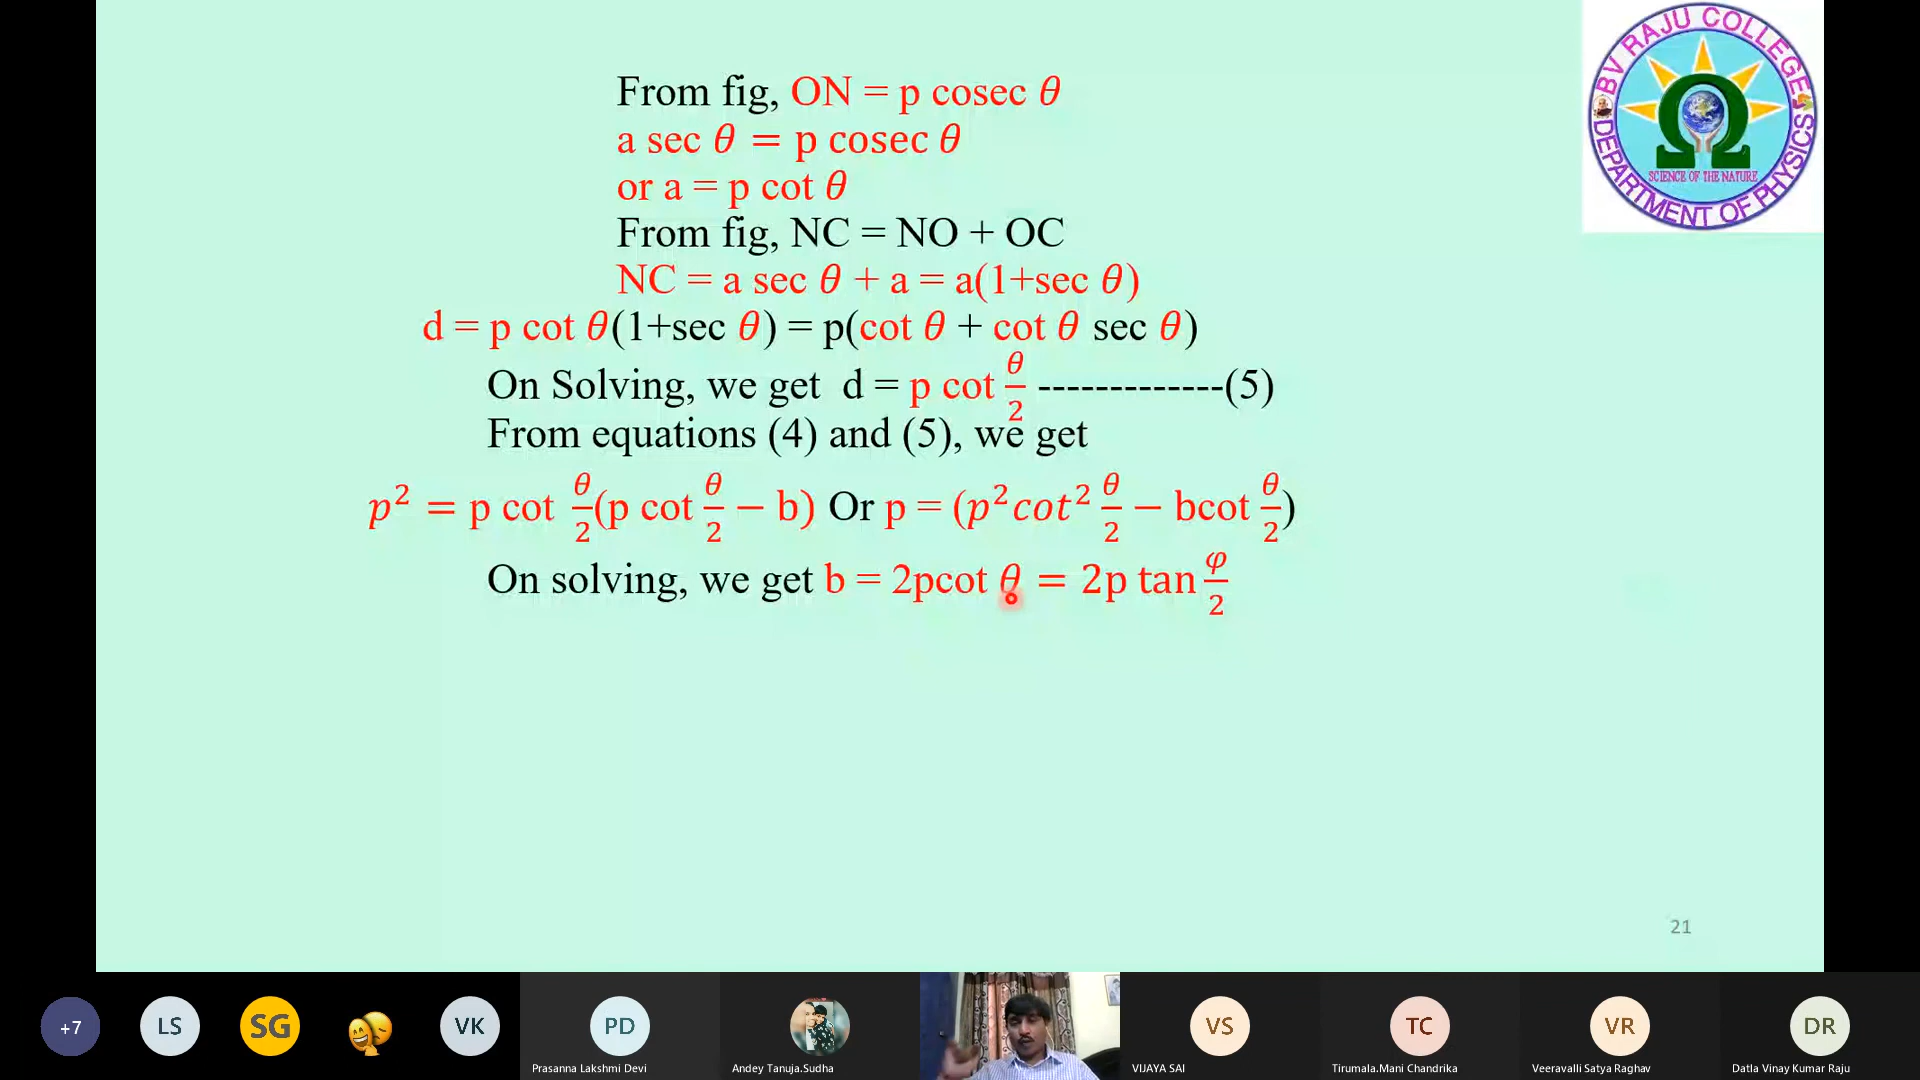 From fig, ON = p cosec θ
a sec θ = p cosec θ
or a = p cot θ
From fig, NC = NO + OC
NC = a sec θ + a = a(1+sec θ)
d = p cot θ(1+sec θ) = p(cot θ + cot θ sec θ)
On Solving, we get d = p cot θ/2 -------------(5)
From equations (4) and (5), we get
p² = p cot θ/2(p cot θ/2 − b) Or p = (p²cot² θ/2 − bcot θ/2)
On solving, we get b = 2pcot θ = 2p tan φ/2
BV RAJU COLLEGE
SCIENCE OF THE NATURE
DEPARTMENT OF PHYSICS
21
+7
LS
SG
VK
PD
VS
TC
VR
DR
Prasanna Lakshmi Devi
Andey Tanuja.Sudha
VIJAYA SAI
Tirumala.Mani Chandrika
Veeravalli Satya Raghav
Datla Vinay Kumar Raju